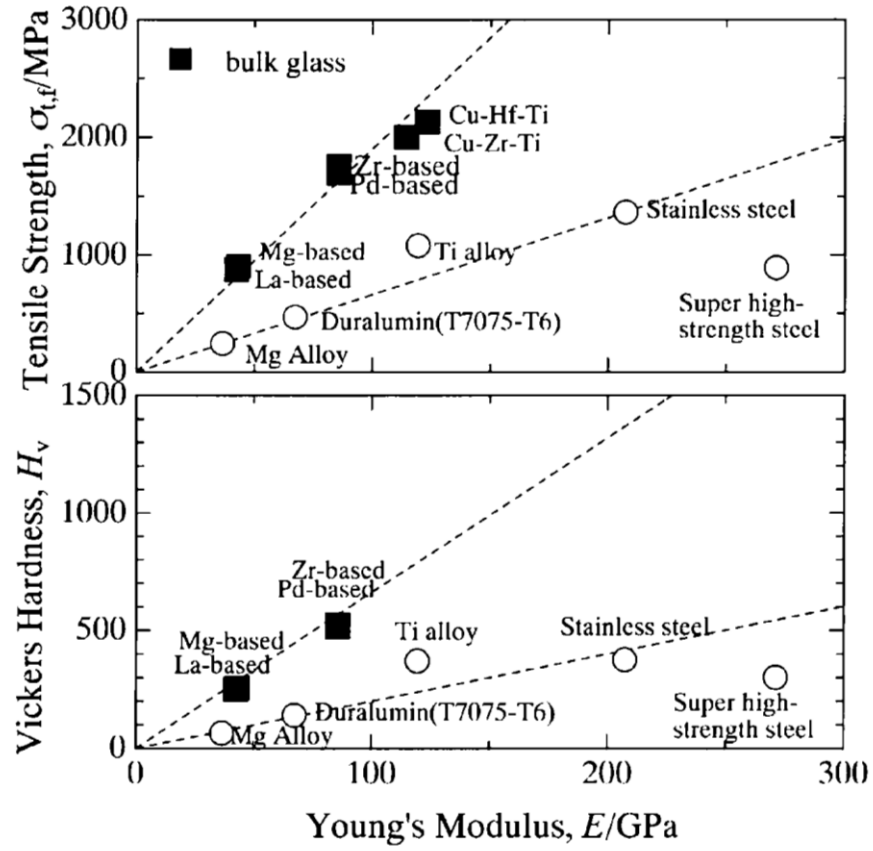 3000
bulk glass
2000
Cu-Hf-Ti
Cu-Zr-Ti
Zr-based
Pd-based
Stainless steel
1000
Mg-based
Ti alloy
La-based
Super high-
strength steel
Duralumin(T7075-T6)
Mg Alloy
0
Tensile Strength, σt,f/MPa
1500
1000
Zr-based
Pd-based
500
Ti alloy
Stainless steel
Mg-based
La-based
Duralumin(T7075-T6)
Super high-
strength steel
Mg Alloy
0
Vickers Hardness, Hv
0 100 200 300
Young's Modulus, E/GPa